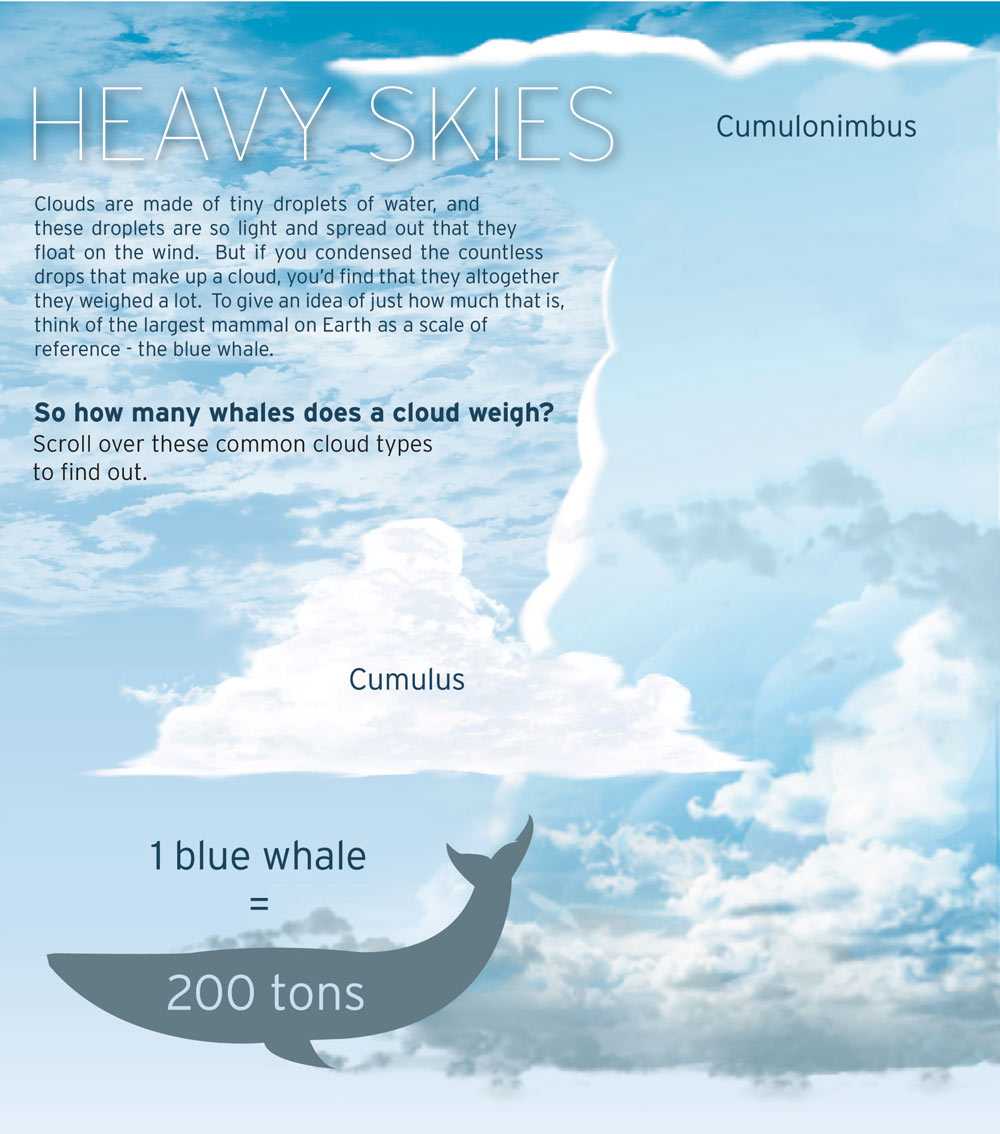 HEAVY SKIES
Cumulonimbus
Clouds are made of tiny droplets of water, and
these droplets are so light and spread out that they
float on the wind. But if you condensed the countless
drops that make up a cloud, you'd find that they altogether
they weighed a lot. To give an idea of just how much that is,
think of the largest mammal on Earth as a scale of
reference - the blue whale.
So how many whales does a cloud weigh?
Scroll over these common cloud types
to find out.
Cumulus
1 blue whale
=
200 tons